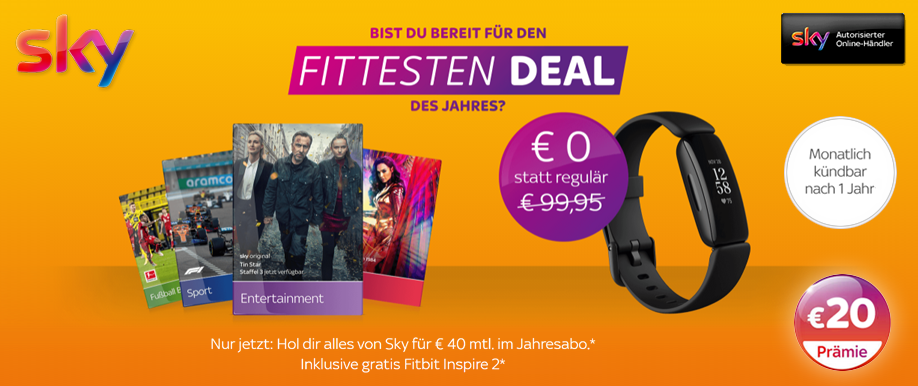 sky
BIST DU BEREIT FÜR DEN
FITTESTEN DEAL
DES JAHRES?
sky Autorisierter
Online-Händler
€ 0
statt regulär
€ 99,95
Monatlich
kündbar
nach 1 Jahr
aramco
sky original
Tin Star
Staffel 3 jetzt verfügbar
Entertainment
Sport
Fußball
12
58
€20
Prämie
Nur jetzt: Hol dir alles von Sky für € 40 mtl. im Jahresabo.*
Inklusive gratis Fitbit Inspire 2*